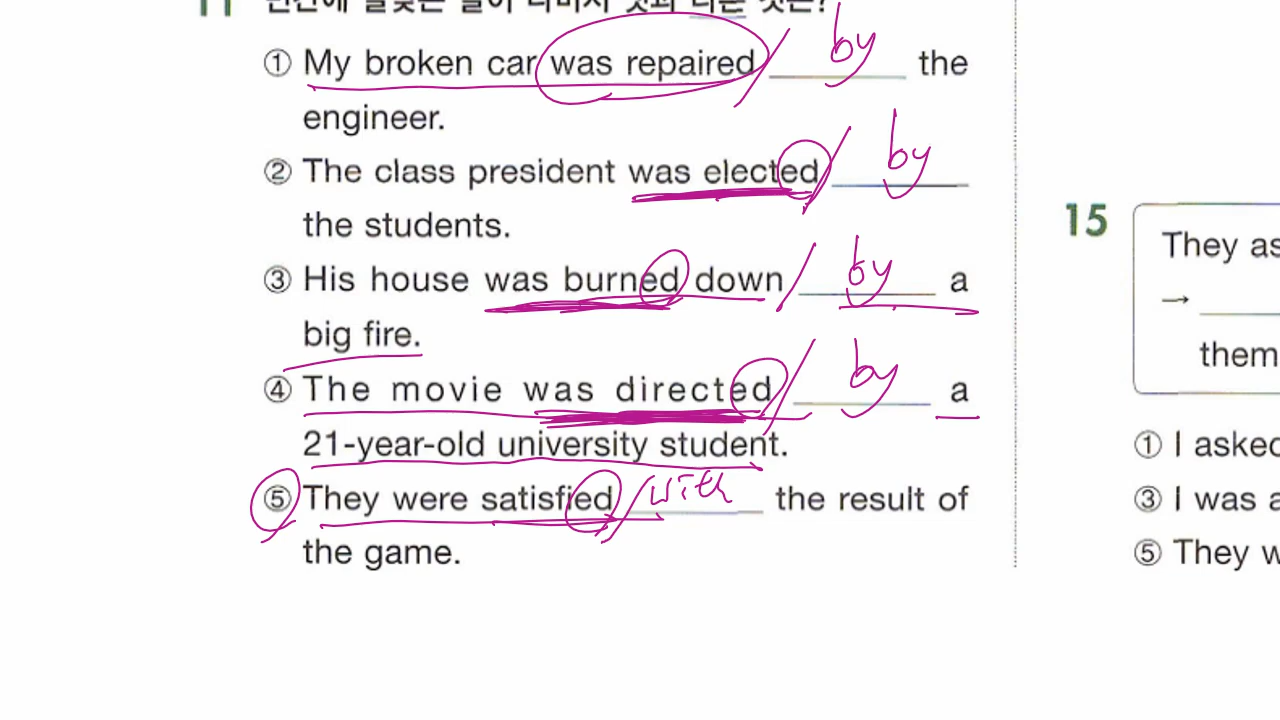 11
① My broken car was repaired / by the
engineer.
② The class president was elected / by
the students.
③ His house was burned down / by a
big fire.
④ The movie was directed / by a
21-year-old university student.
⑤ They were satisfied / with the result of
the game.
15
They as
→
them
① I asked
③ I was a
⑤ They w